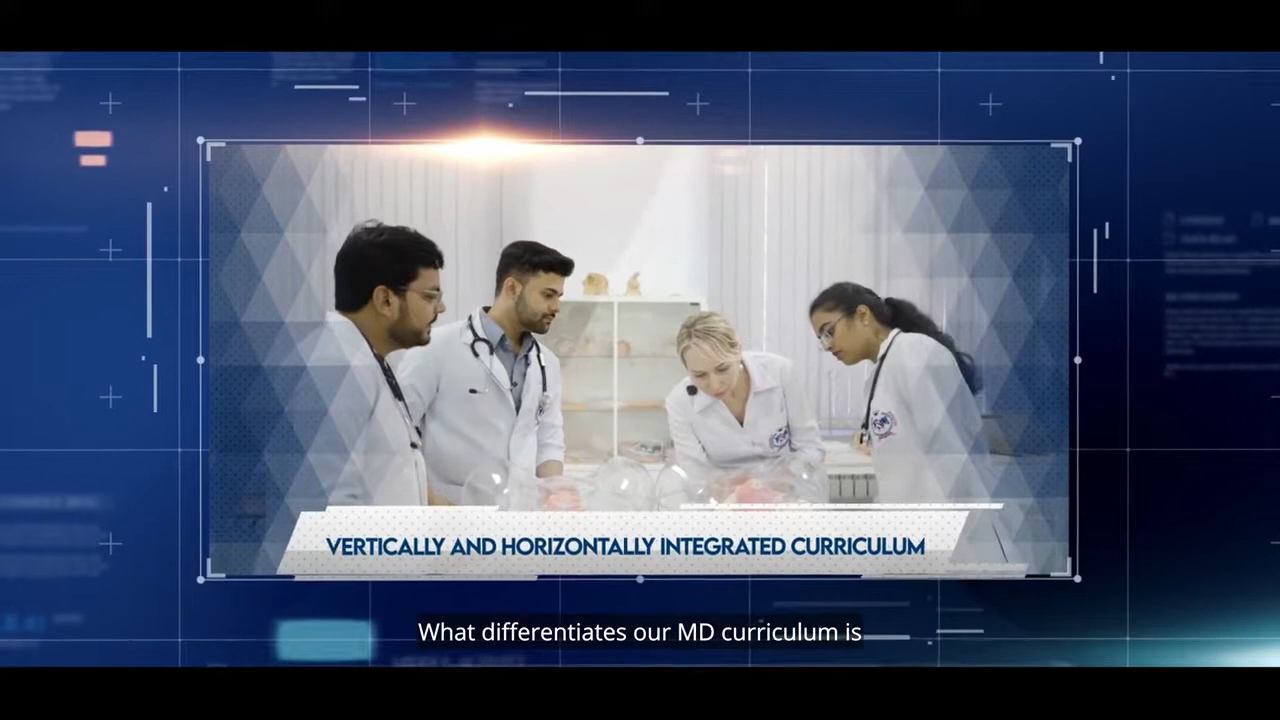 VERTICALLY AND HORIZONTALLY INTEGRATED CURRICULUM
What differentiates our MD curriculum is